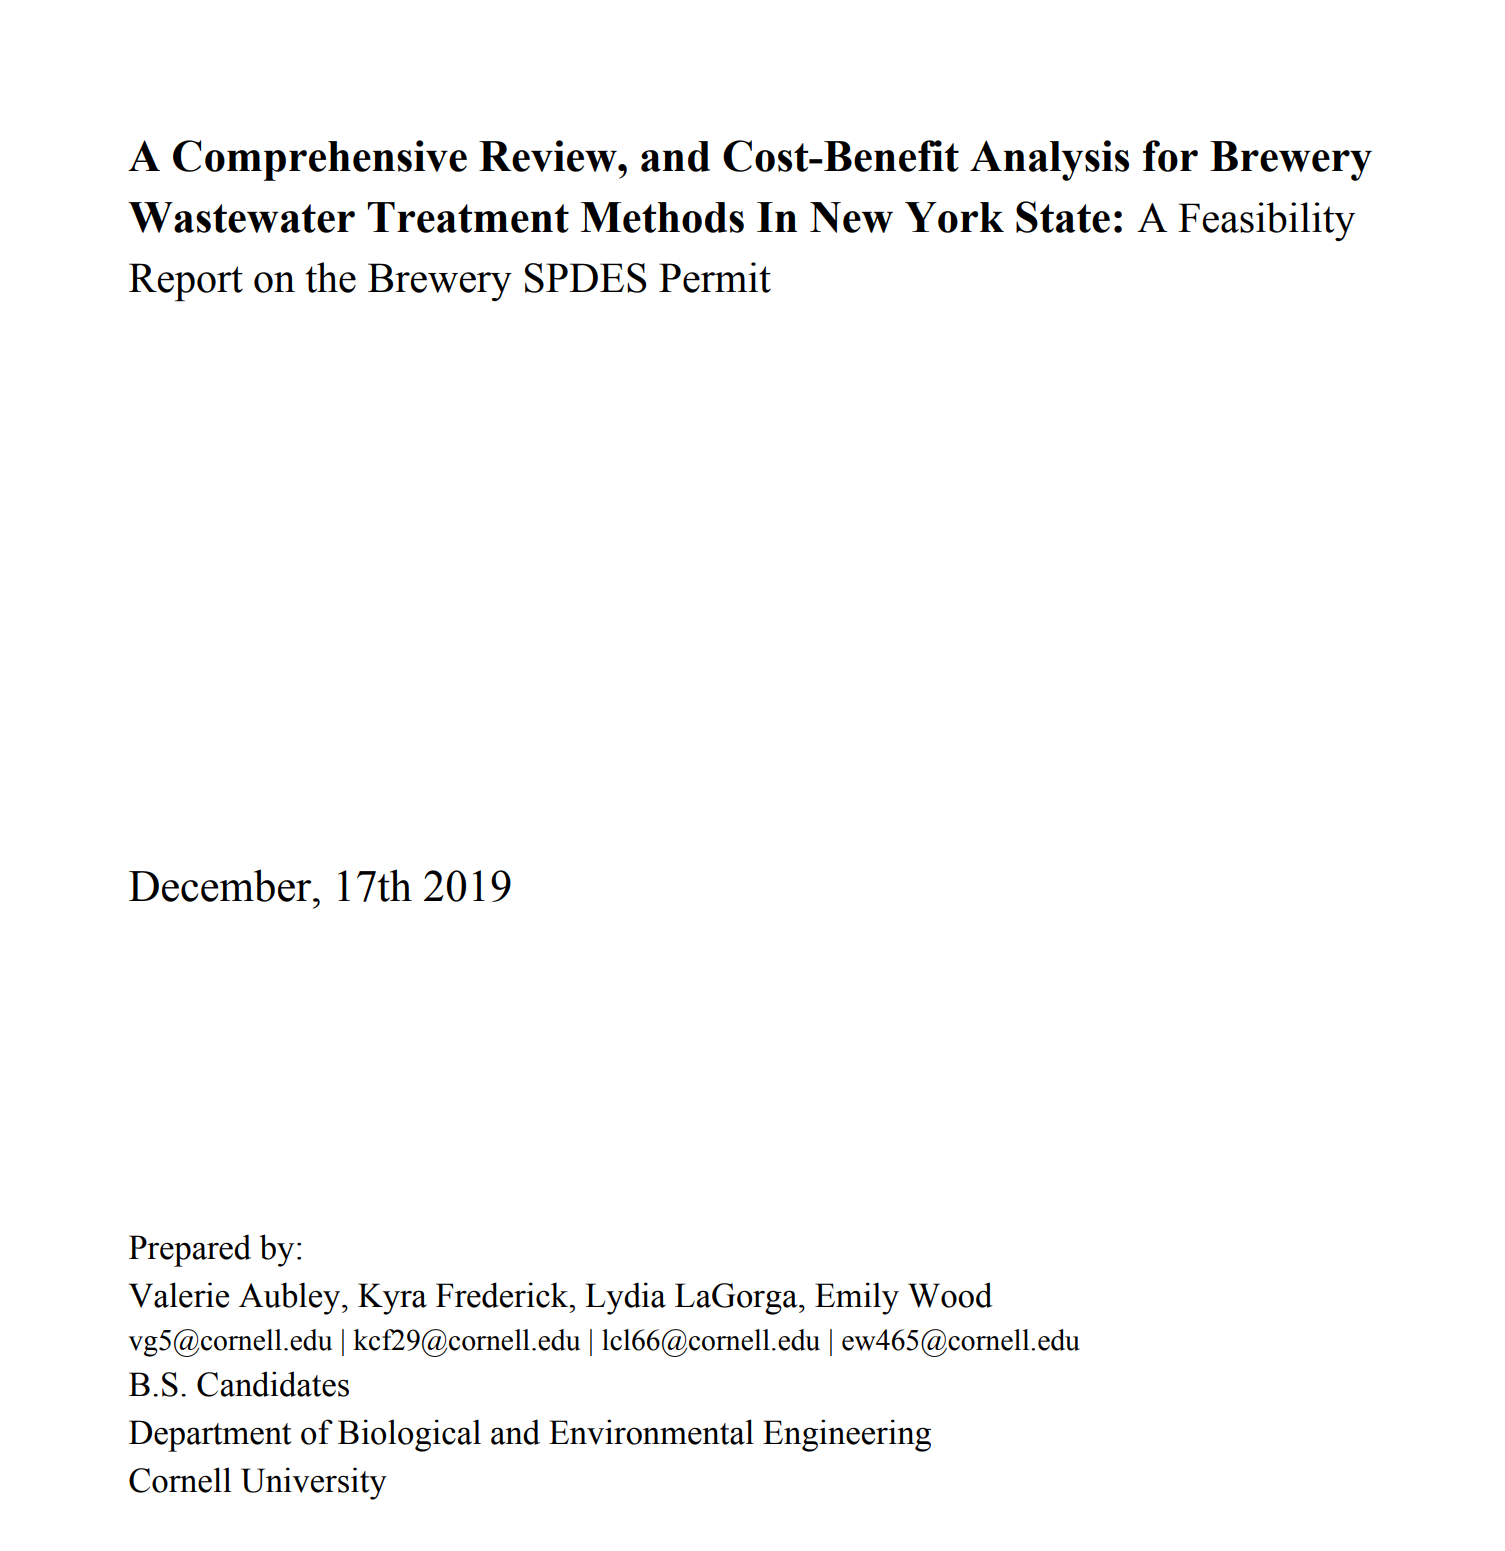 A Comprehensive Review, and Cost-Benefit Analysis for Brewery
Wastewater Treatment Methods In New York State: A Feasibility
Report on the Brewery SPDES Permit
December, 17th 2019
Prepared by:
Valerie Aubley, Kyra Frederick, Lydia LaGorga, Emily Wood
vg5@cornell.edu | kcf29@cornell.edu | lcl66@cornell.edu | ew465@cornell.edu
B.S. Candidates
Department of Biological and Environmental Engineering
Cornell University